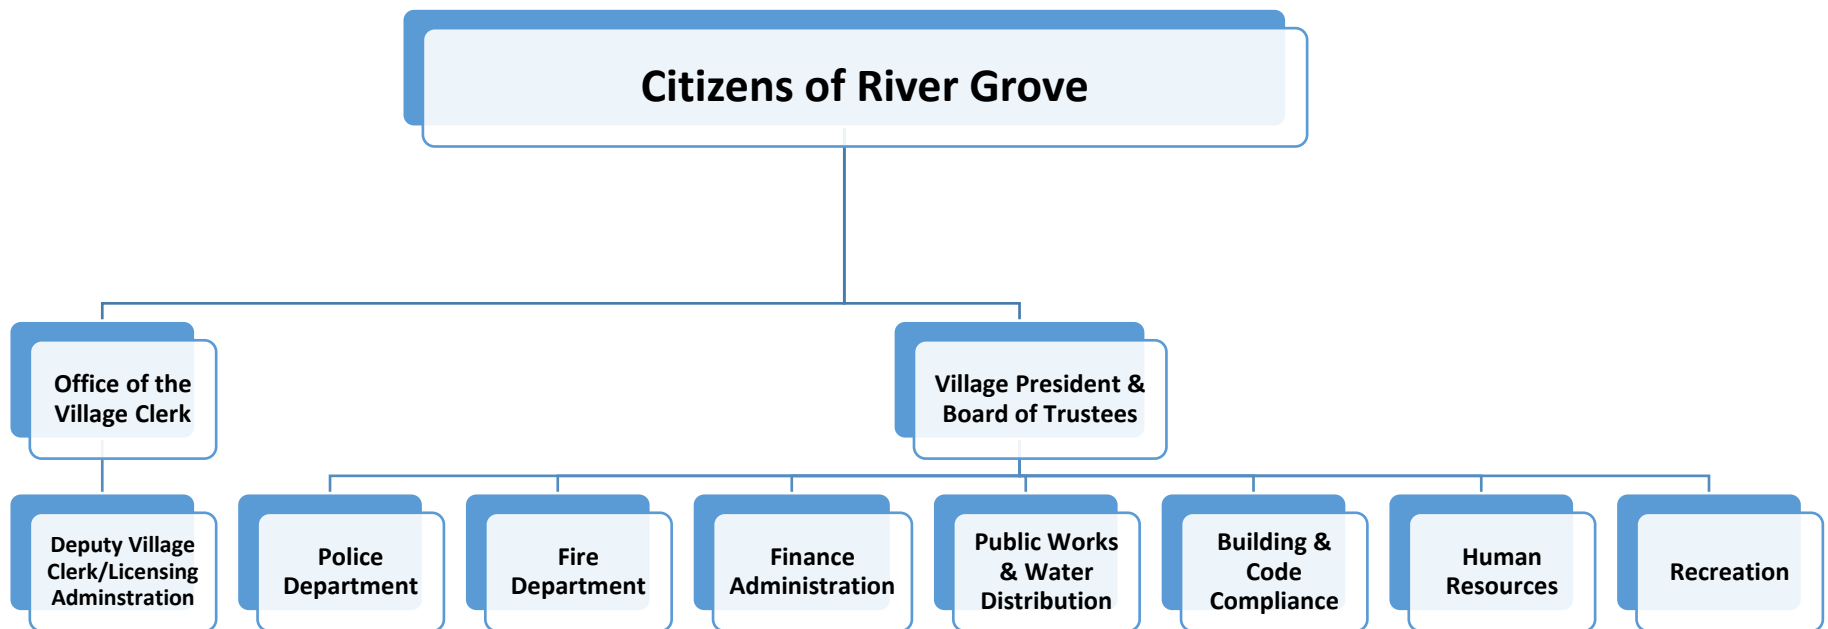 Citizens of River Grove
Office of the
Village Clerk
Village President &
Board of Trustees
Deputy Village
Clerk/Licensing
Adminstration
Police
Department
Fire
Department
Finance
Administration
Public Works
& Water
Distribution
Building &
Code
Compliance
Human
Resources
Recreation